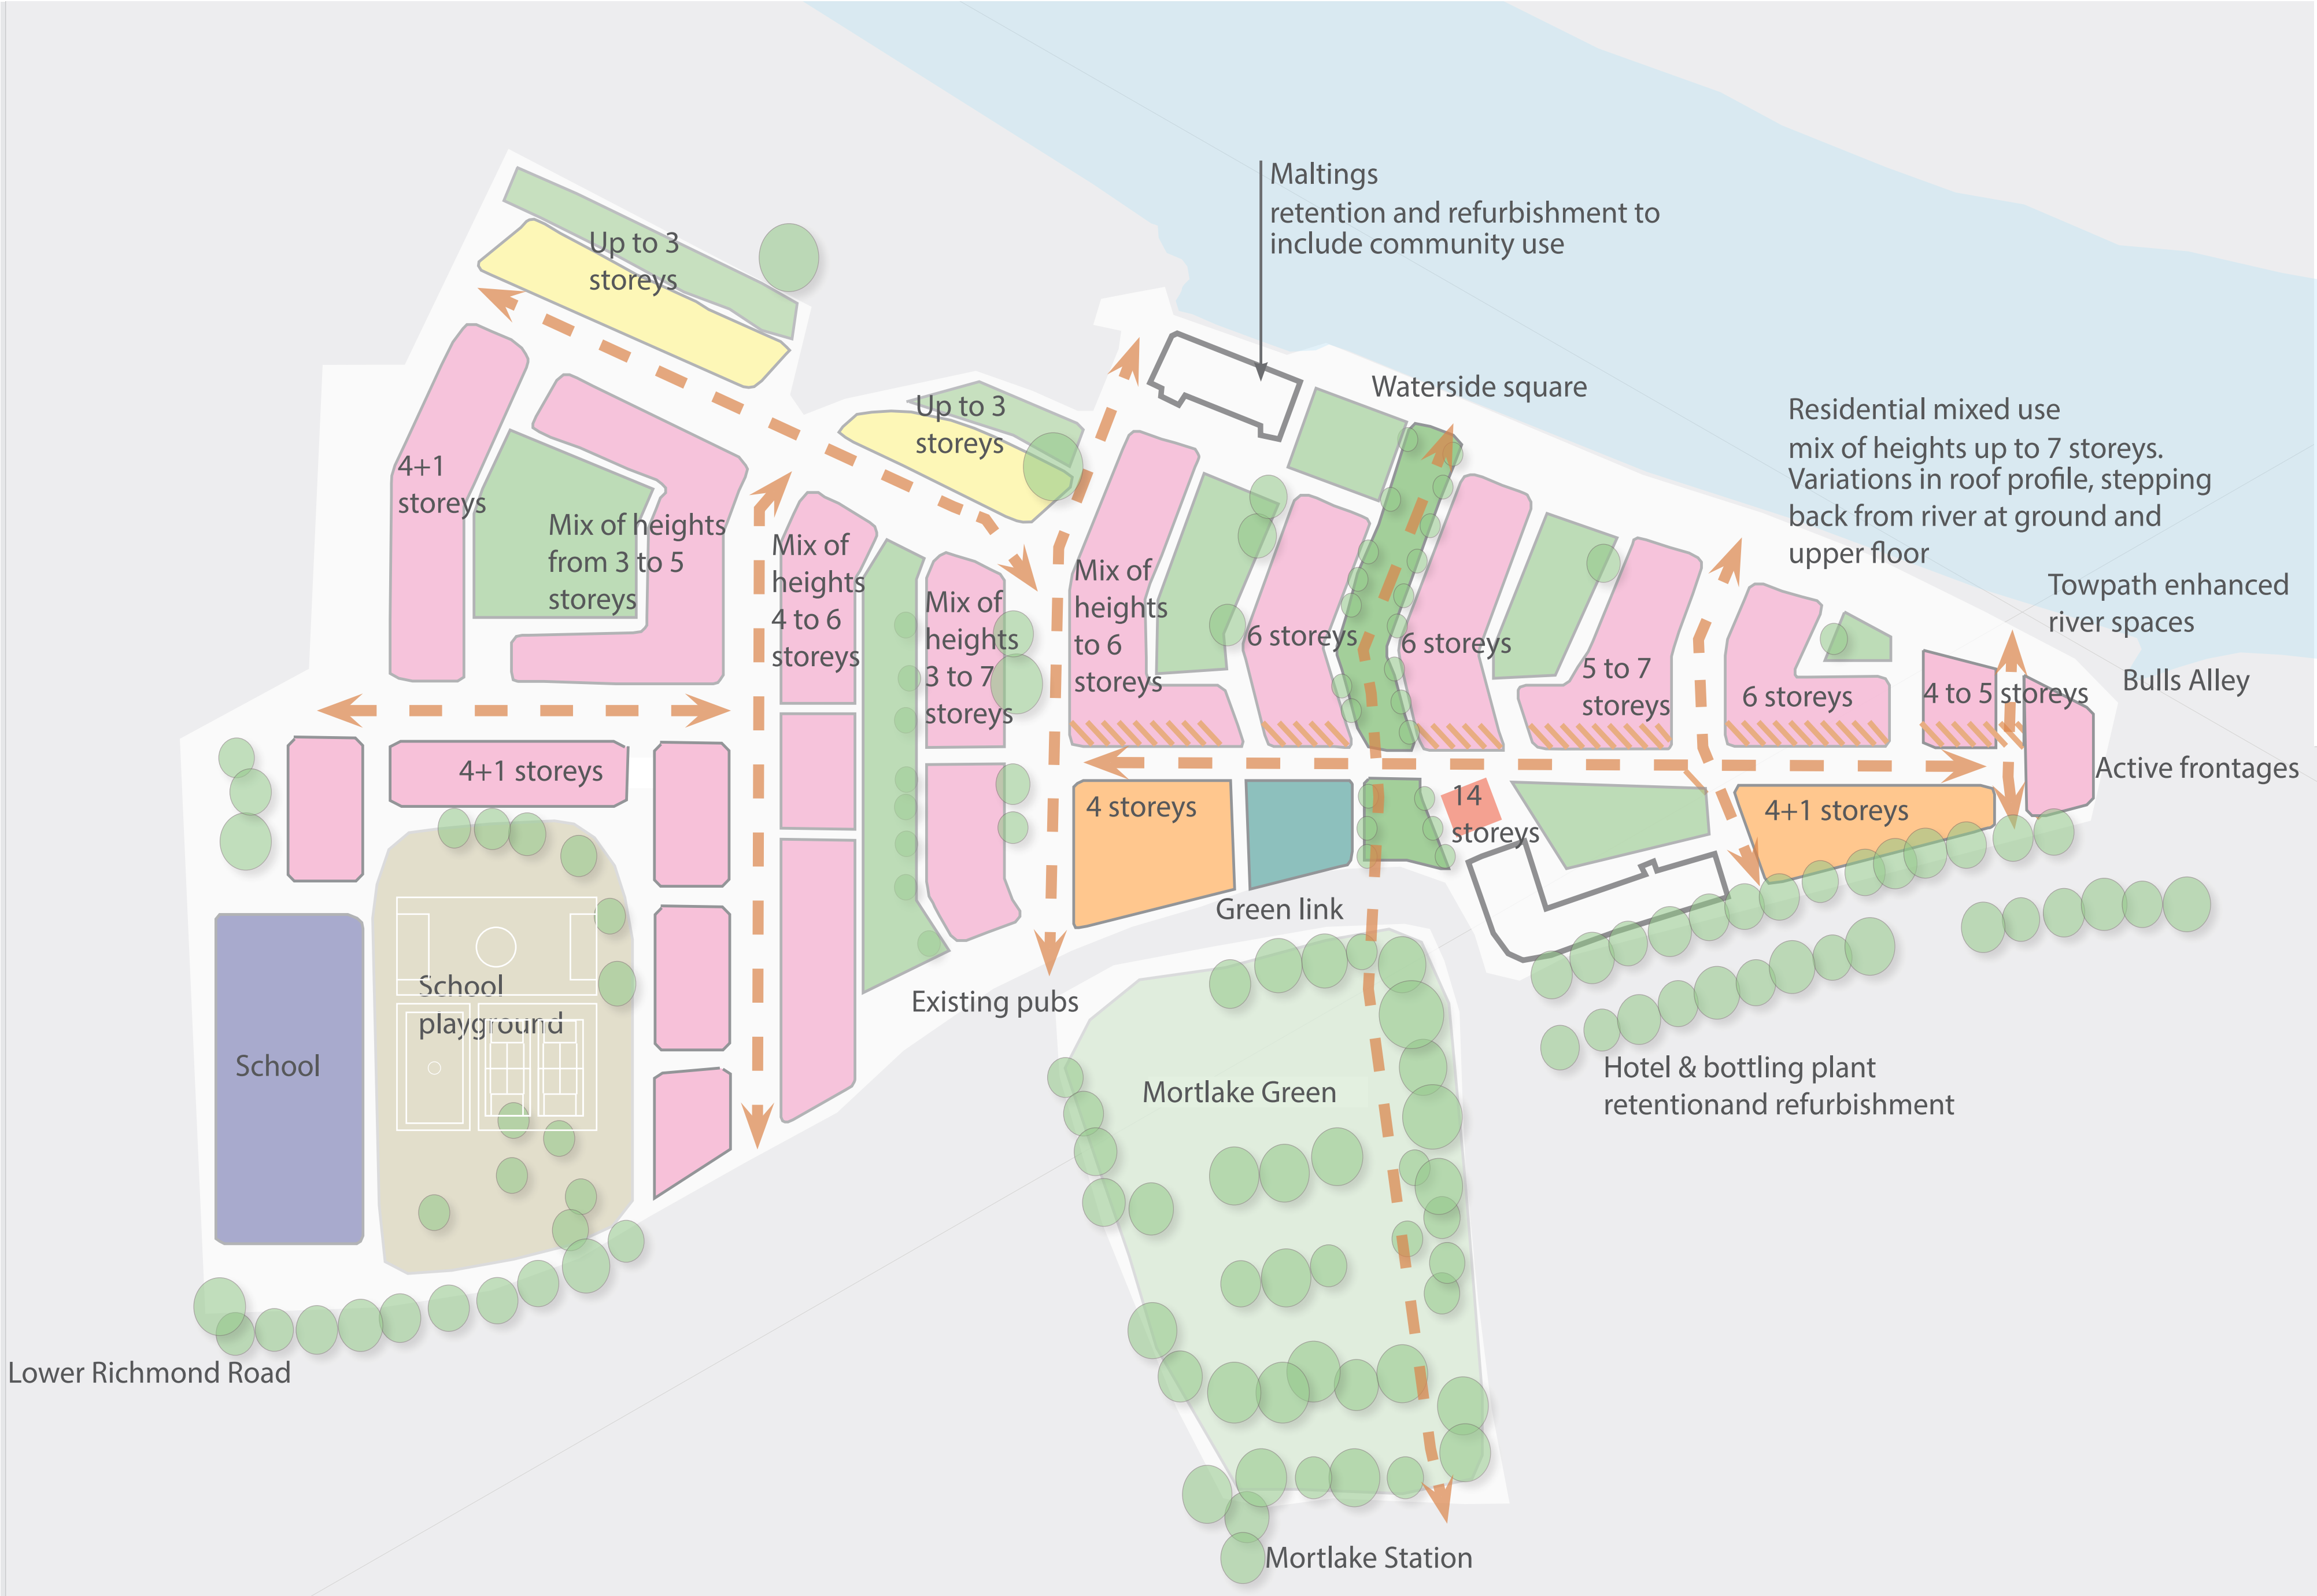 Maltings
retention and refurbishment to
include community use
Up to 3
storeys
Waterside square
Up to 3
storeys
Residential mixed use
mix of heights up to 7 storeys.
Variations in roof profile, stepping
back from river at ground and
upper floor
4+1
storeys
Mix of heights
from 3 to 5
storeys
Mix of
heights
4 to 6
storeys
Mix of
heights
3 to 7
storeys
Mix of
heights
to 6
storeys
6 storeys
6 storeys
5 to 7
storeys
6 storeys
4 to 5 storeys
Towpath enhanced
river spaces
Bulls Alley
Active frontages
4+1 storeys
4 storeys
14
storeys
4+1 storeys
Green link
School
playground
Existing pubs
School
Mortlake Green
Hotel & bottling plant
retentionand refurbishment
Lower Richmond Road
Mortlake Station